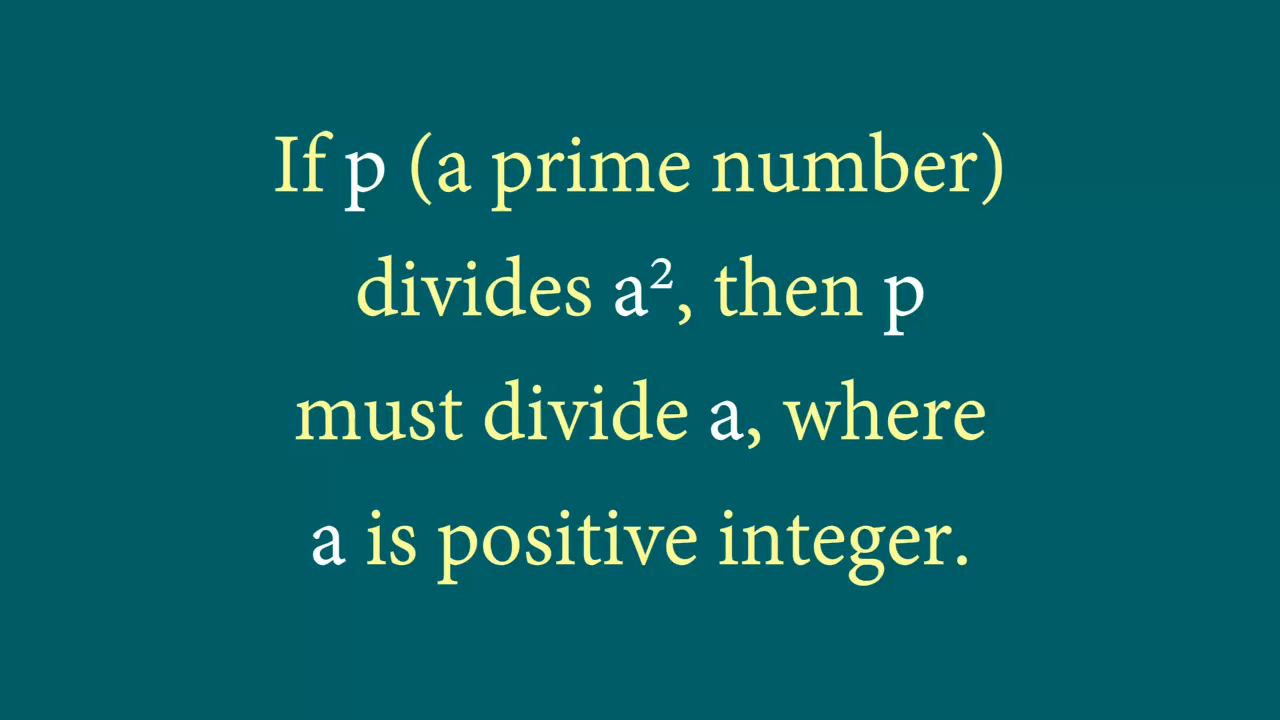 If p (a prime number)
divides a², then p
must divide a, where
a is positive integer.